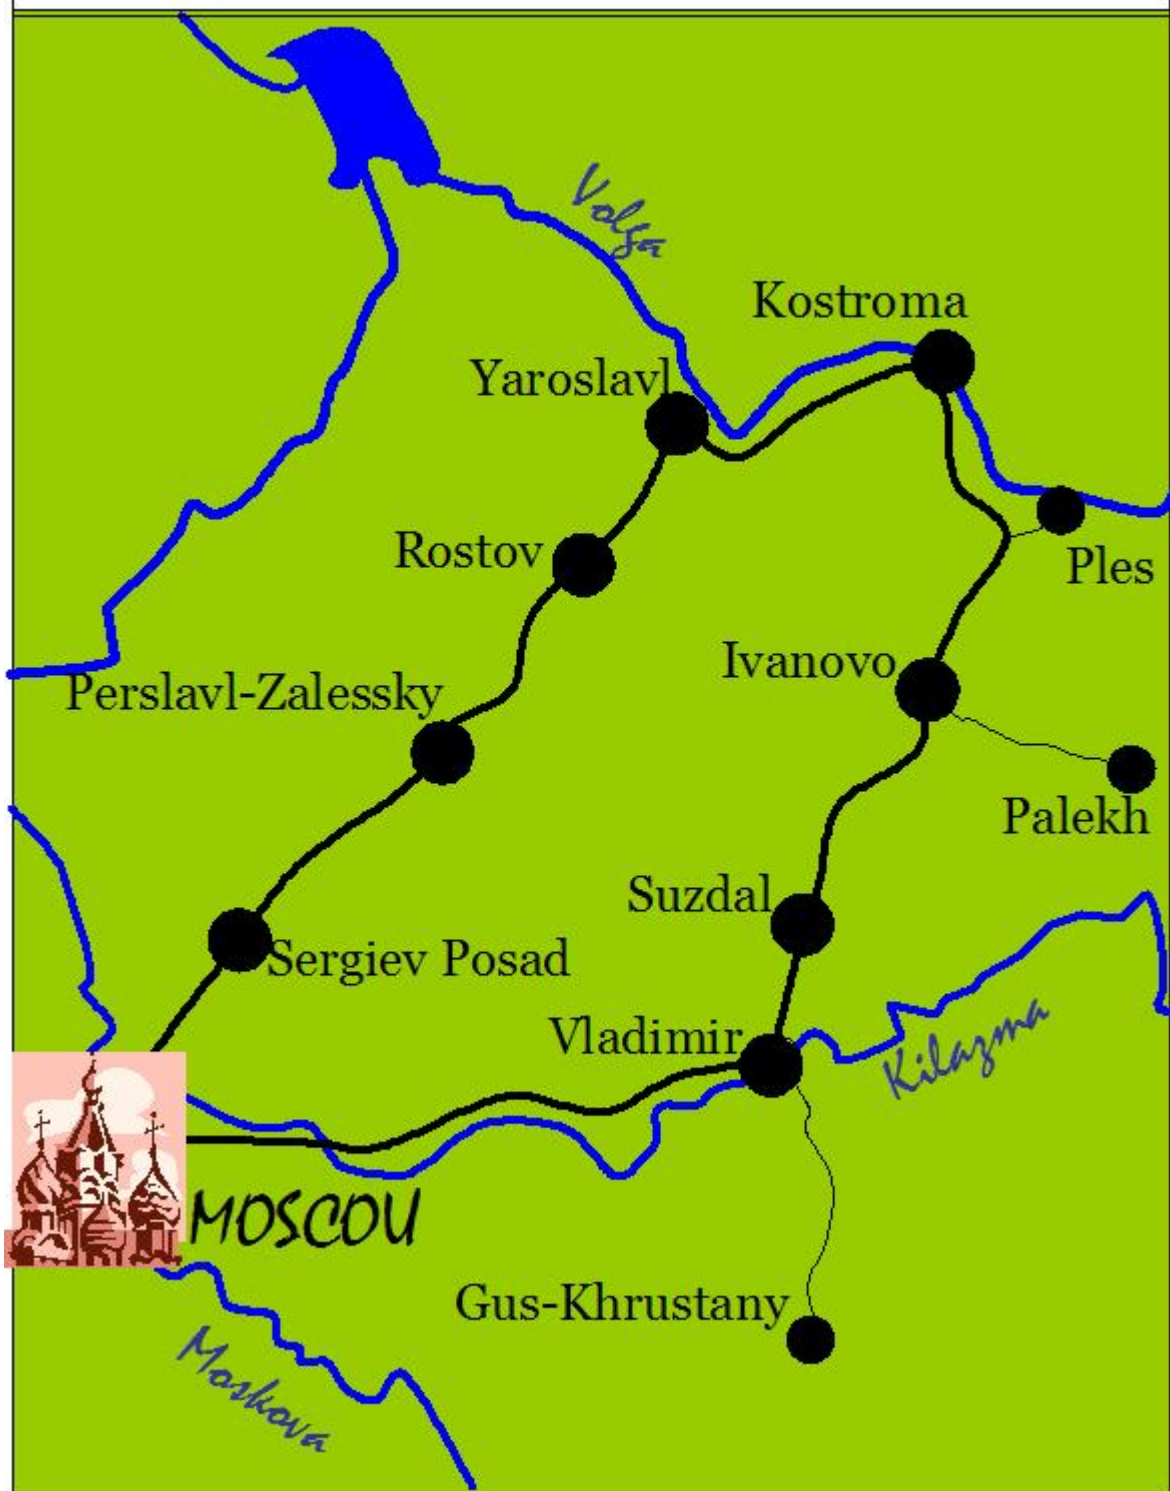 Volga
Kostroma
Yaroslavl
Rostov
Ples
Ivanovo
Perslavl-Zalessky
Palekh
Suzdal
Sergiev Posad
Vladimir
Kilazma
MOSCOU
Gus-Khrustany
Moskova